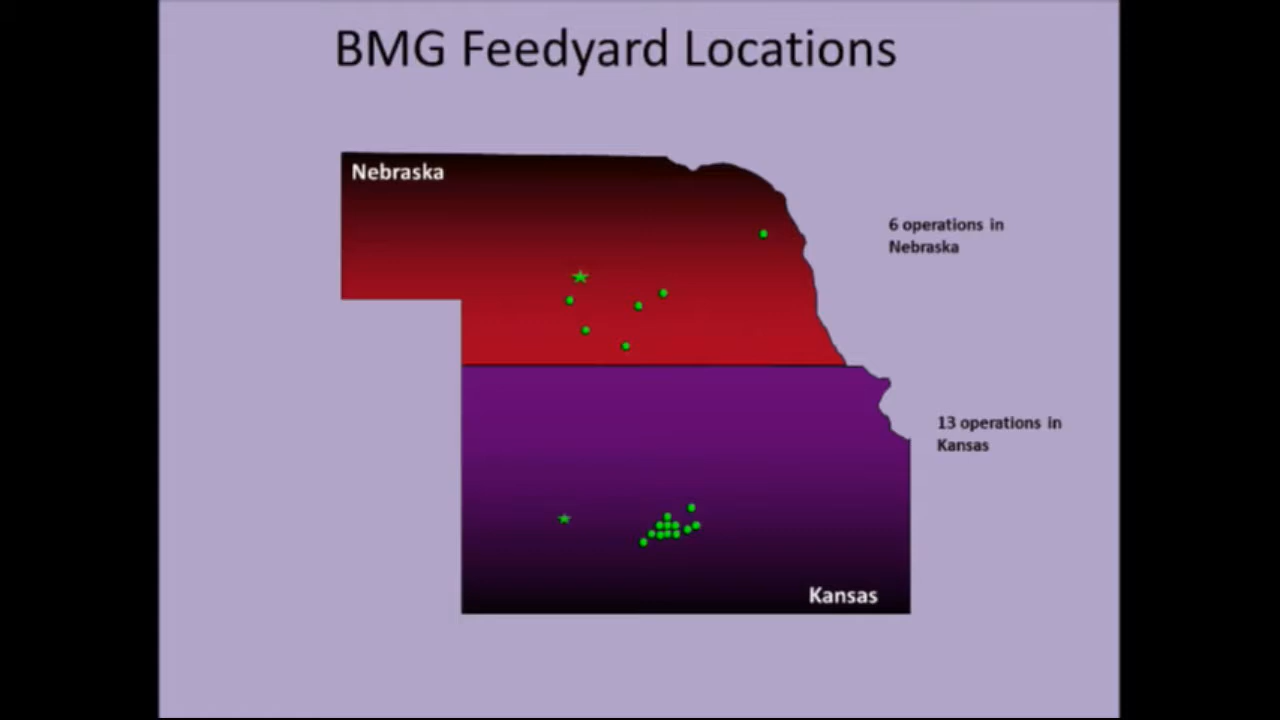 BMG Feedyard Locations
Nebraska
6 operations in
Nebraska
13 operations in
Kansas
Kansas